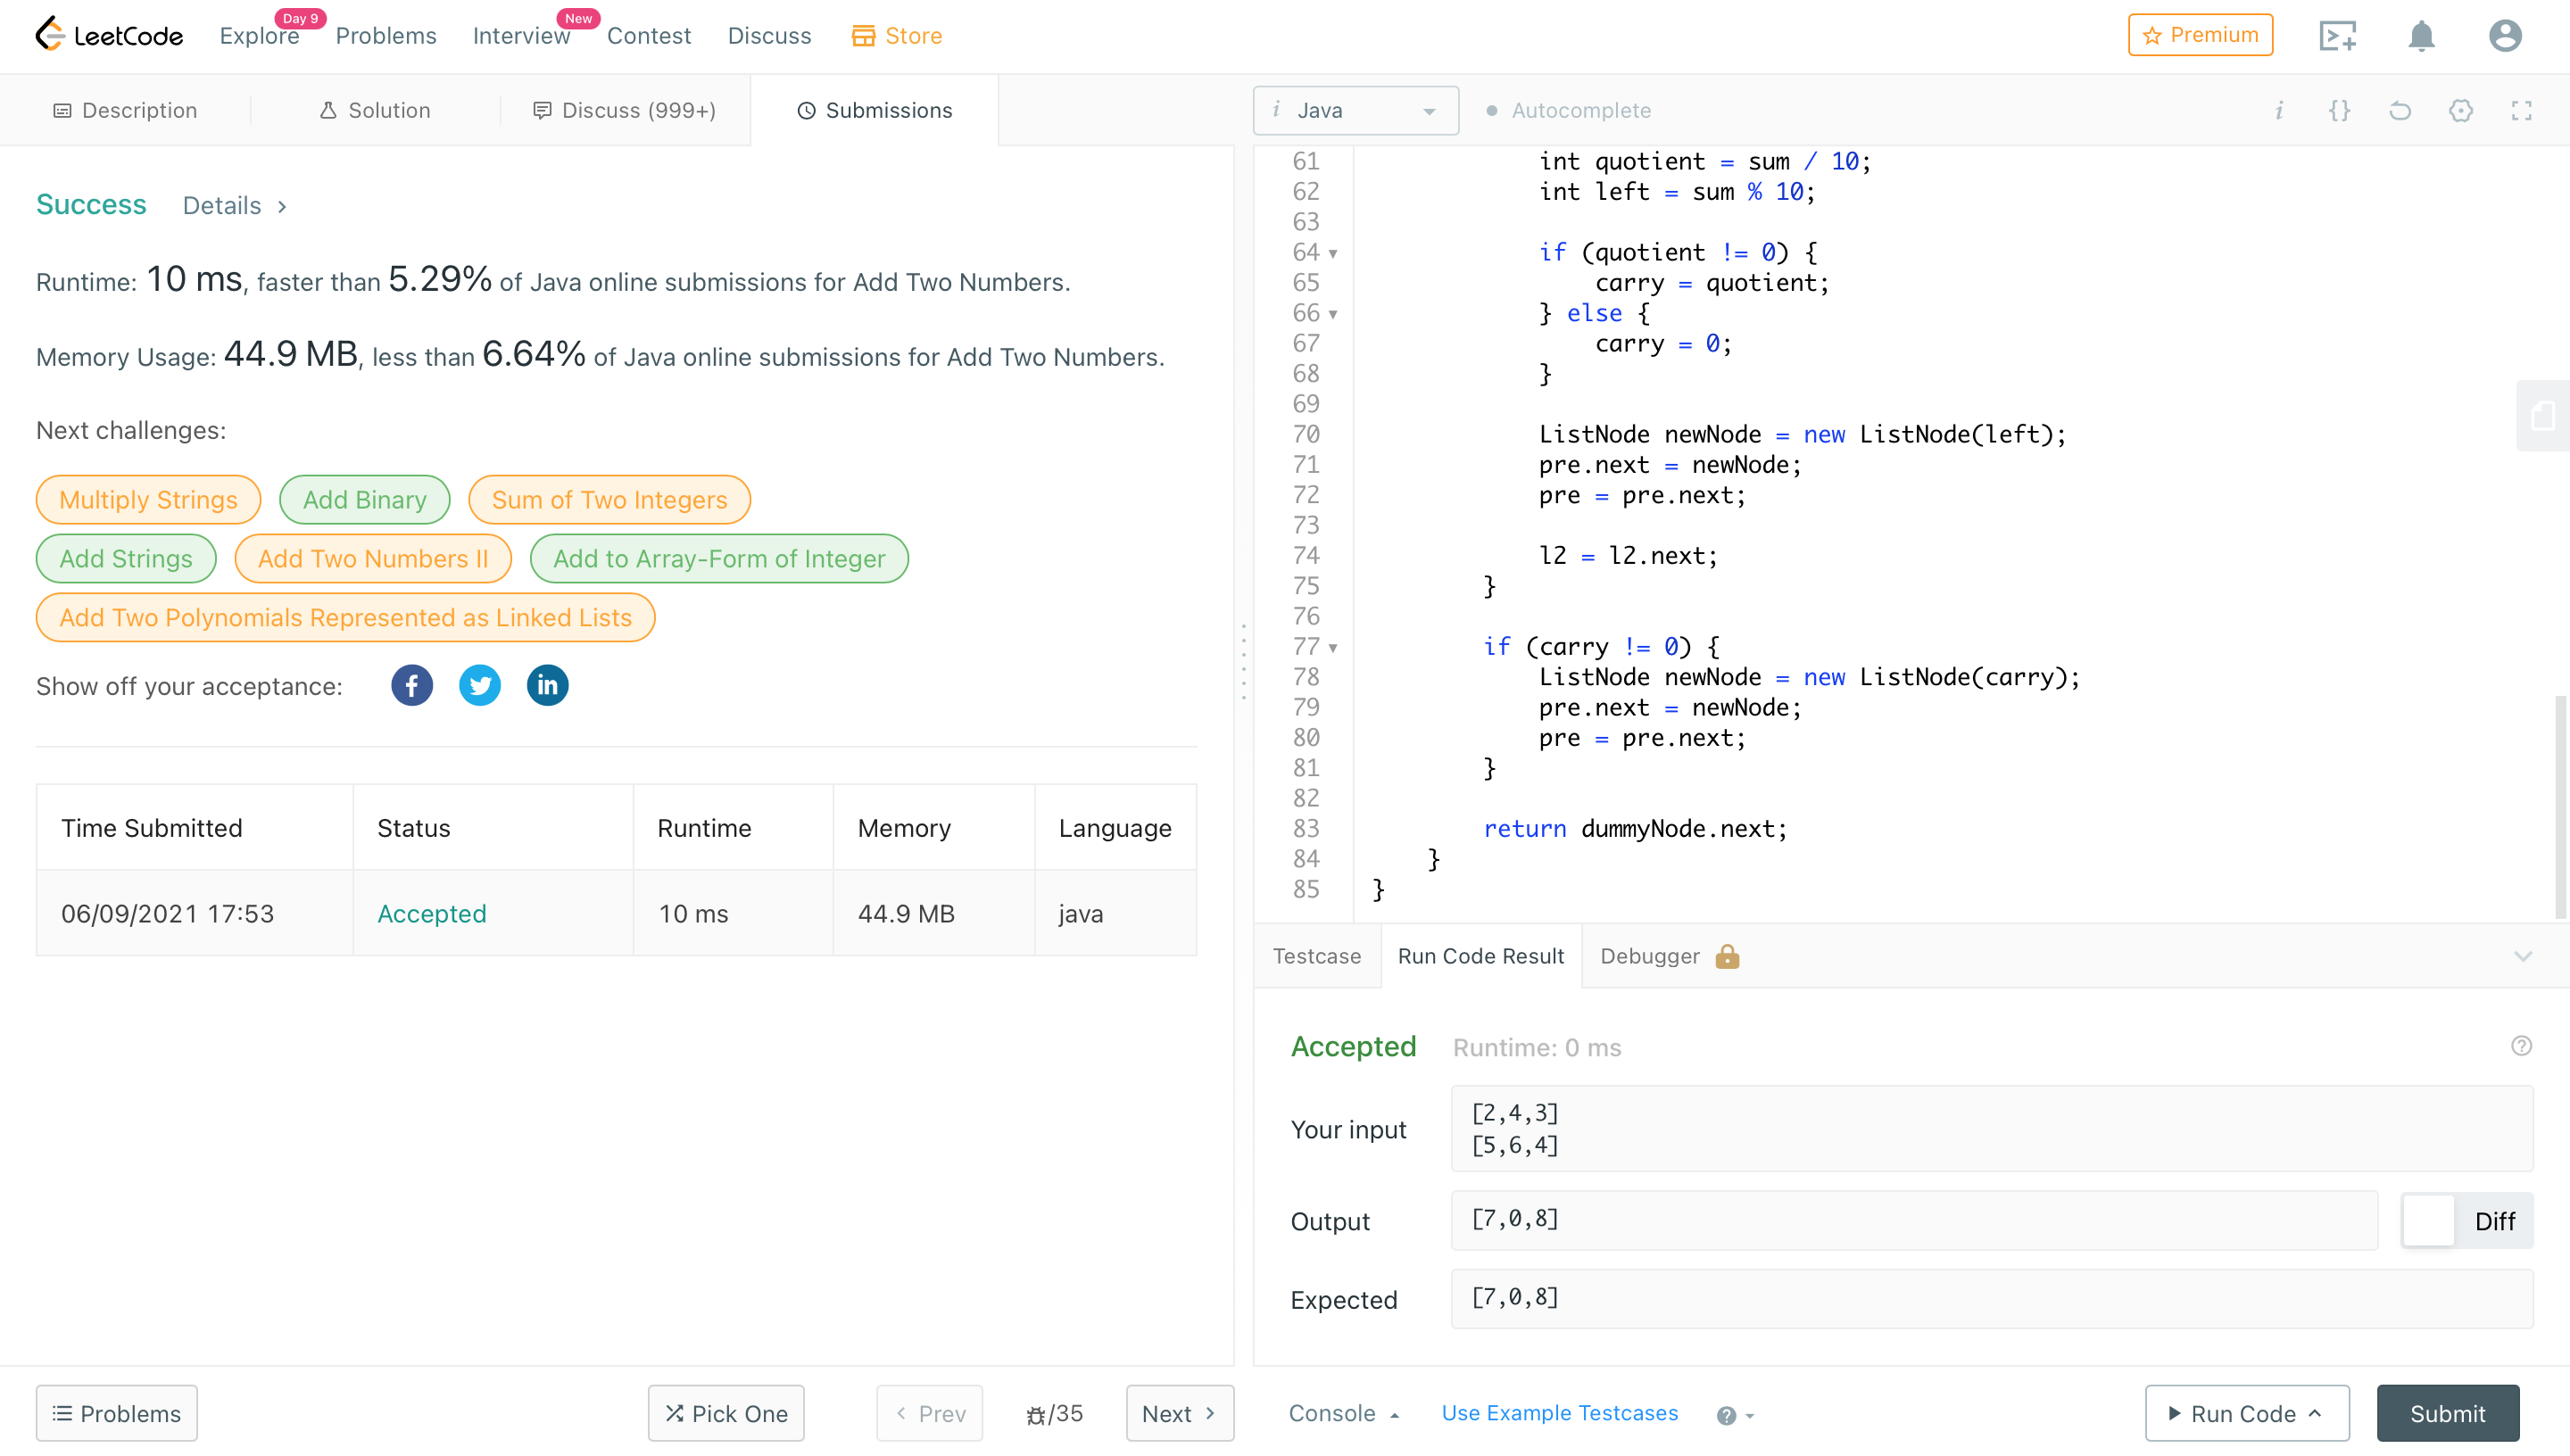 LeetCode
Explore
Day 9
Problems
Interview
New
Contest
Discuss
Store
Premium
Description
Solution
Discuss (999+)
Submissions
i Java
Autocomplete
Success Details >
Runtime: 10 ms, faster than 5.29% of Java online submissions for Add Two Numbers.
Memory Usage: 44.9 MB, less than 6.64% of Java online submissions for Add Two Numbers.
Next challenges:
Multiply Strings Add Binary Sum of Two Integers
Add Strings Add Two Numbers II Add to Array-Form of Integer
Add Two Polynomials Represented as Linked Lists
Show off your acceptance:
Time Submitted Status Runtime Memory Language
06/09/2021 17:53 Accepted 10 ms 44.9 MB java
61 int quotient = sum / 10;
62 int left = sum % 10;
63
64 if (quotient != 0) {
65 carry = quotient;
66 } else {
67 carry = 0;
68 }
69
70 ListNode newNode = new ListNode(left);
71 pre.next = newNode;
72 pre = pre.next;
73
74 l2 = l2.next;
75 }
76
77 if (carry != 0) {
78 ListNode newNode = new ListNode(carry);
79 pre.next = newNode;
80 pre = pre.next;
81 }
82
83 return dummyNode.next;
84 }
85 }
Testcase Run Code Result Debugger
Accepted Runtime: 0 ms
Your input
[2,4,3]
[5,6,4]
Output [7,0,8] Diff
Expected [7,0,8]
Problems
Pick One
< Prev
/35
Next >
Console
Use Example Testcases
Run Code
Submit